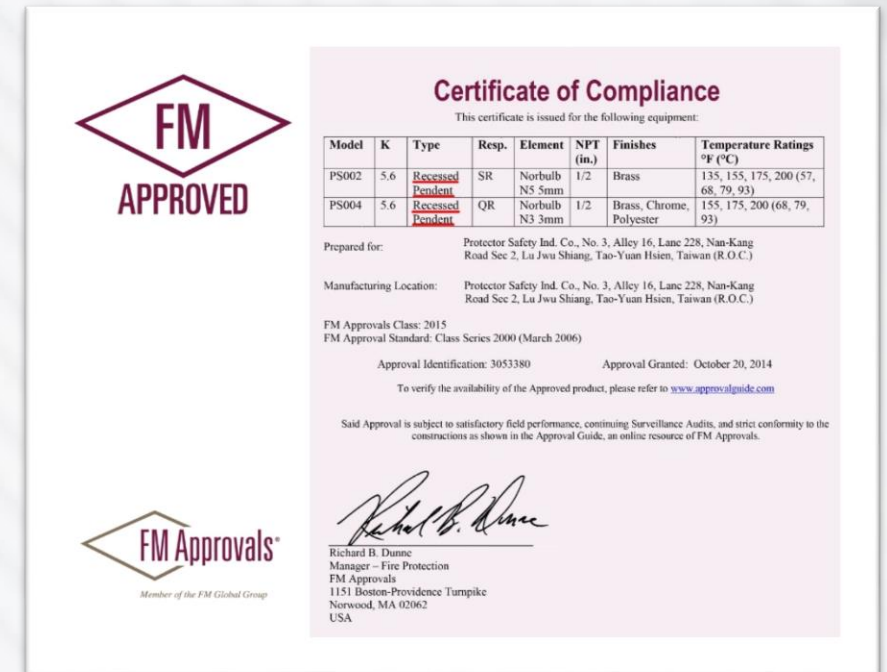 FM
APPROVED
Certificate of Compliance
This certificate is issued for the following equipment:
Model K Type Resp. Element NPT (in.) Finishes Temperature Ratings °F (°C)
PS002 5.6 Recessed Pendent SR Norbulb N5 5mm 1/2 Brass 135, 155, 175, 200 (57, 68, 79, 93)
PS004 5.6 Recessed Pendent QR Norbulb N3 3mm 1/2 Brass, Chrome, Polyester 155, 175, 200 (68, 79, 93)
Prepared for: Protector Safety Ind. Co., No. 3, Alley 16, Lane 228, Nan-Kang
Road Sec 2, Lu Jwu Shiang, Tao-Yuan Hsien, Taiwan (R.O.C.)
Manufacturing Location: Protector Safety Ind. Co., No. 3, Alley 16, Lane 228, Nan-Kang
Road Sec 2, Lu Jwu Shiang, Tao-Yuan Hsien, Taiwan (R.O.C.)
FM Approvals Class: 2015
FM Approval Standard: Class Series 2000 (March 2006)
Approval Identification: 3053380 Approval Granted: October 20, 2014
To verify the availability of the Approved product, please refer to www.approvalguide.com
Said Approval is subject to satisfactory field performance, continuing Surveillance Audits, and strict conformity to the
constructions as shown in the Approval Guide, an online resource of FM Approvals.
Richard B. Dunne
Richard B. Dunne
Manager – Fire Protection
FM Approvals
1151 Boston-Providence Turnpike
Norwood, MA 02062
USA
FM Approvals
Member of the FM Global Group